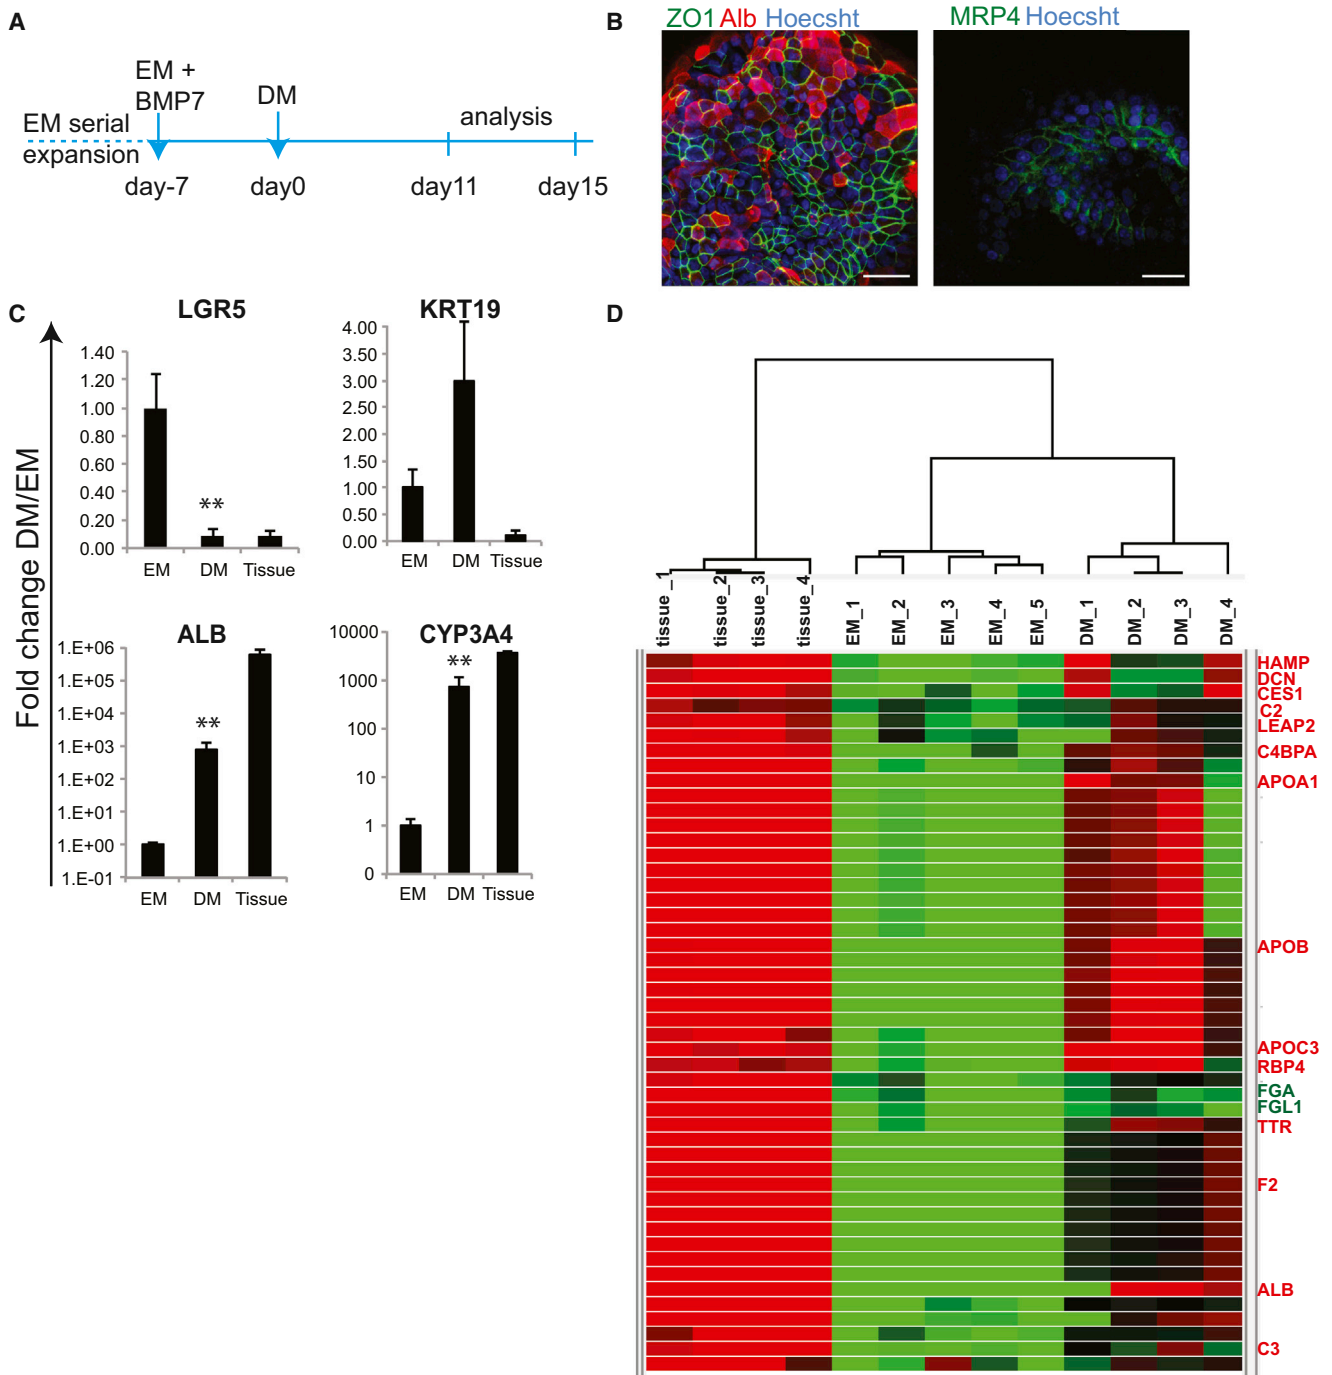 A
EM +
BMP7
DM
EM serial
expansion
analysis
day-7
day0
day11
day15
B
ZO1 Alb Hoecsht
MRP4 Hoecsht
C
Fold change DM/EM
LGR5
1.40
1.20
1.00
0.80
0.60
0.40
0.20
0.00
**
EM
DM
Tissue
KRT19
4.00
3.50
3.00
2.50
2.00
1.50
1.00
0.50
0.00
EM
DM
Tissue
ALB
1.E+06
1.E+05
1.E+04
1.E+03
1.E+02
1.E+01
1.E+00
1.E-01
**
EM
DM
Tissue
CYP3A4
10000
1000
100
10
1
0
**
EM
DM
Tissue
D
tissue_1
tissue_2
tissue_3
tissue_4
EM_1
EM_2
EM_3
EM_4
EM_5
DM_1
DM_2
DM_3
DM_4
HAMP
DCN
CES1
C2
LEAP2
C4BPA
APOA1
APOB
APOC3
RBP4
FGA
FGL1
TTR
F2
ALB
C3